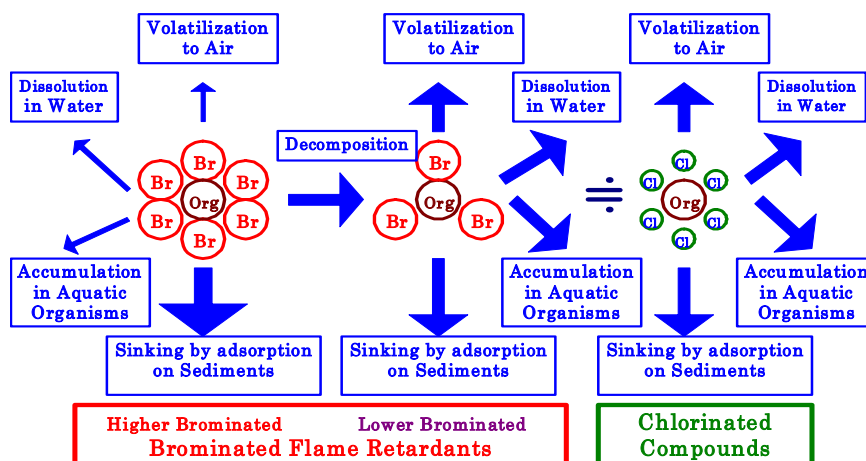 Volatilization
to Air
Volatilization
to Air
Volatilization
to Air
Dissolution
in Water
Dissolution
in Water
Dissolution
in Water
Decomposition
Br
Br
Br
Org
Br
Br
Br
Br
Org
Br
Br
÷
Cl
Cl
Cl
Org
Cl
Cl
Cl
Accumulation
in Aquatic
Organisms
Accumulation
in Aquatic
Organisms
Accumulation
in Aquatic
Organisms
Sinking by adsorption
on Sediments
Sinking by adsorption
on Sediments
Sinking by adsorption
on Sediments
Higher Brominated
Lower Brominated
Brominated Flame Retardants
Chlorinated
Compounds